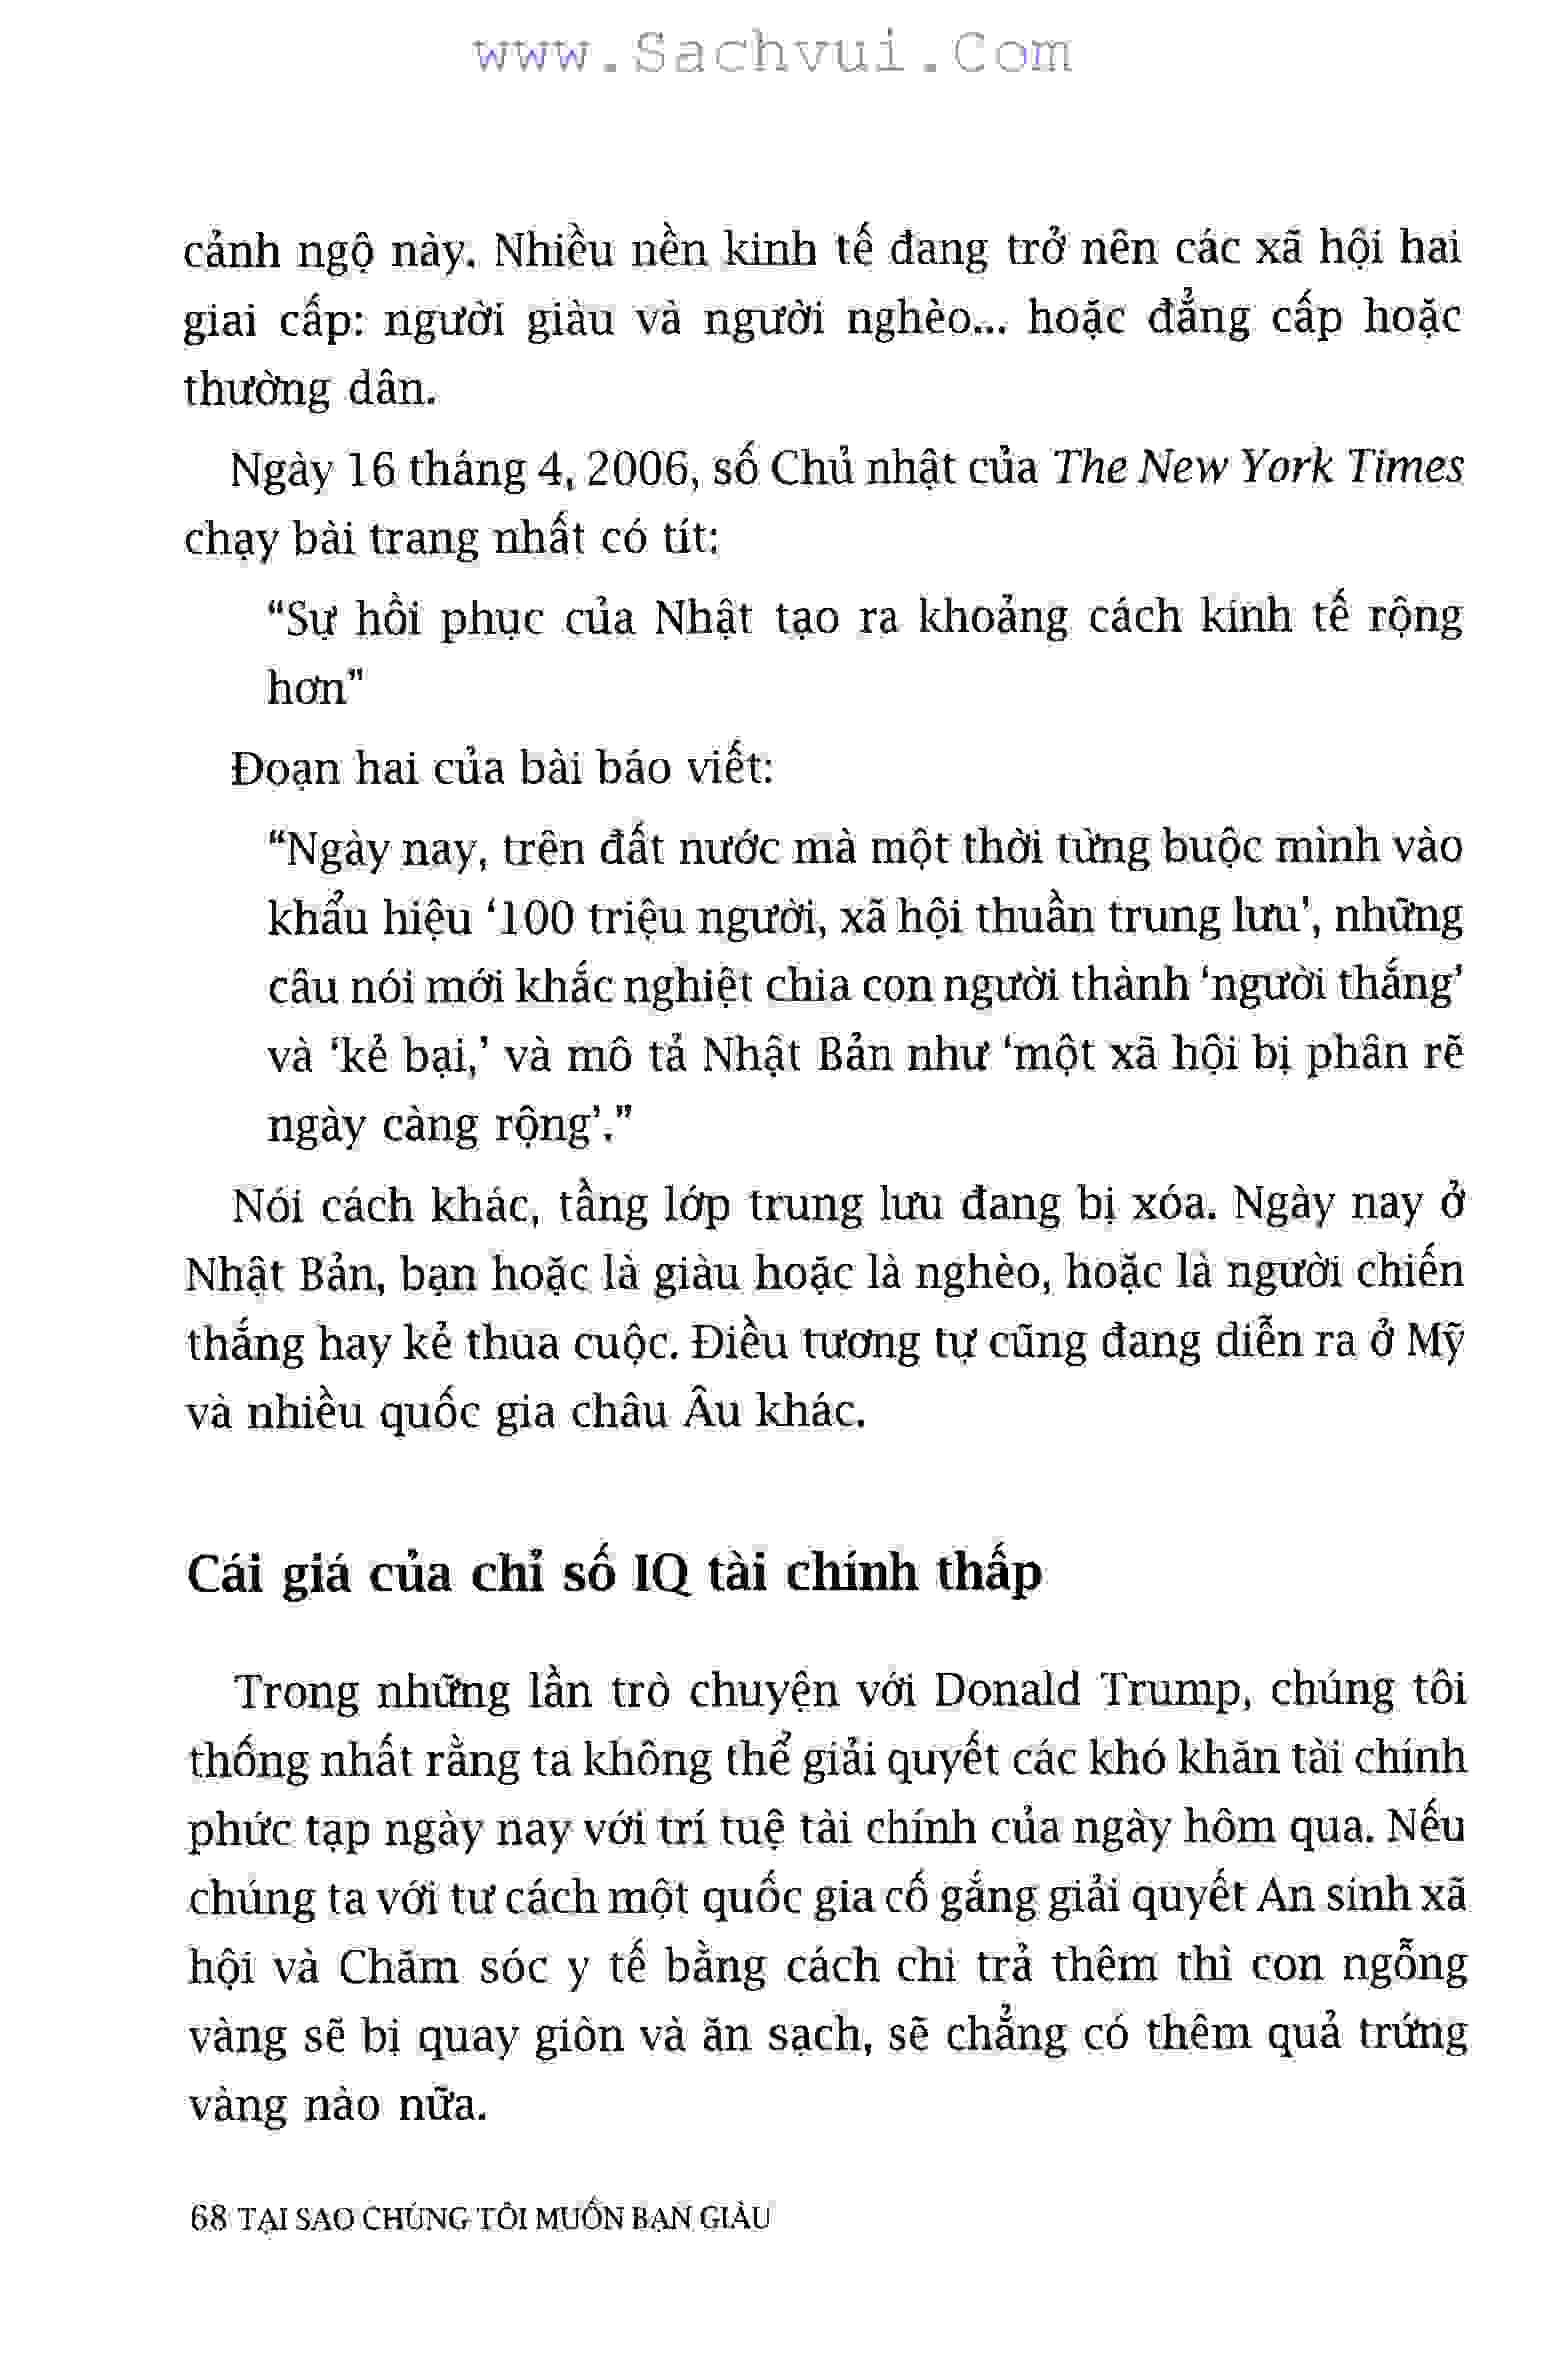 www.Sachvui.Com
cảnh ngộ này. Nhiều nền kinh tế đang trở nên các xã hội hai
giai cấp: người giàu và người nghèo... hoặc đẳng cấp hoặc
thường dân.
Ngày 16 tháng 4, 2006, số Chủ nhật của The New York Times
chạy bài trang nhất có tít:
“Sự hồi phục của Nhật tạo ra khoảng cách kinh tế rộng
hơn”
Đoạn hai của bài báo viết:
“Ngày nay, trên đất nước mà một thời từng buộc mình vào
khẩu hiệu ‘100 triệu người, xã hội thuần trung lưu’, những
câu nói mới khắc nghiệt chia con người thành ‘người thắng’
và ‘kẻ bại,’ và mô tả Nhật Bản như ‘một xã hội bị phân rẽ
ngày càng rộng’.”
Nói cách khác, tầng lớp trung lưu đang bị xóa. Ngày nay ở
Nhật Bản, bạn hoặc là giàu hoặc là nghèo, hoặc là người chiến
thắng hay kẻ thua cuộc. Điều tương tự cũng đang diễn ra ở Mỹ
và nhiều quốc gia châu Âu khác.
Cái giá của chỉ số IQ tài chính thấp
Trong những lần trò chuyện với Donald Trump, chúng tôi
thống nhất rằng ta không thể giải quyết các khó khăn tài chính
phức tạp ngày nay với trí tuệ tài chính của ngày hôm qua. Nếu
chúng ta với tư cách một quốc gia cố gắng giải quyết An sinh xã
hội và Chăm sóc y tế bằng cách chi trả thêm thì con ngỗng
vàng sẽ bị quay giòn và ăn sạch, sẽ chẳng có thêm quả trứng
vàng nào nữa.
68 TẠI SAO CHÚNG TÔI MUỐN BẠN GIÀU